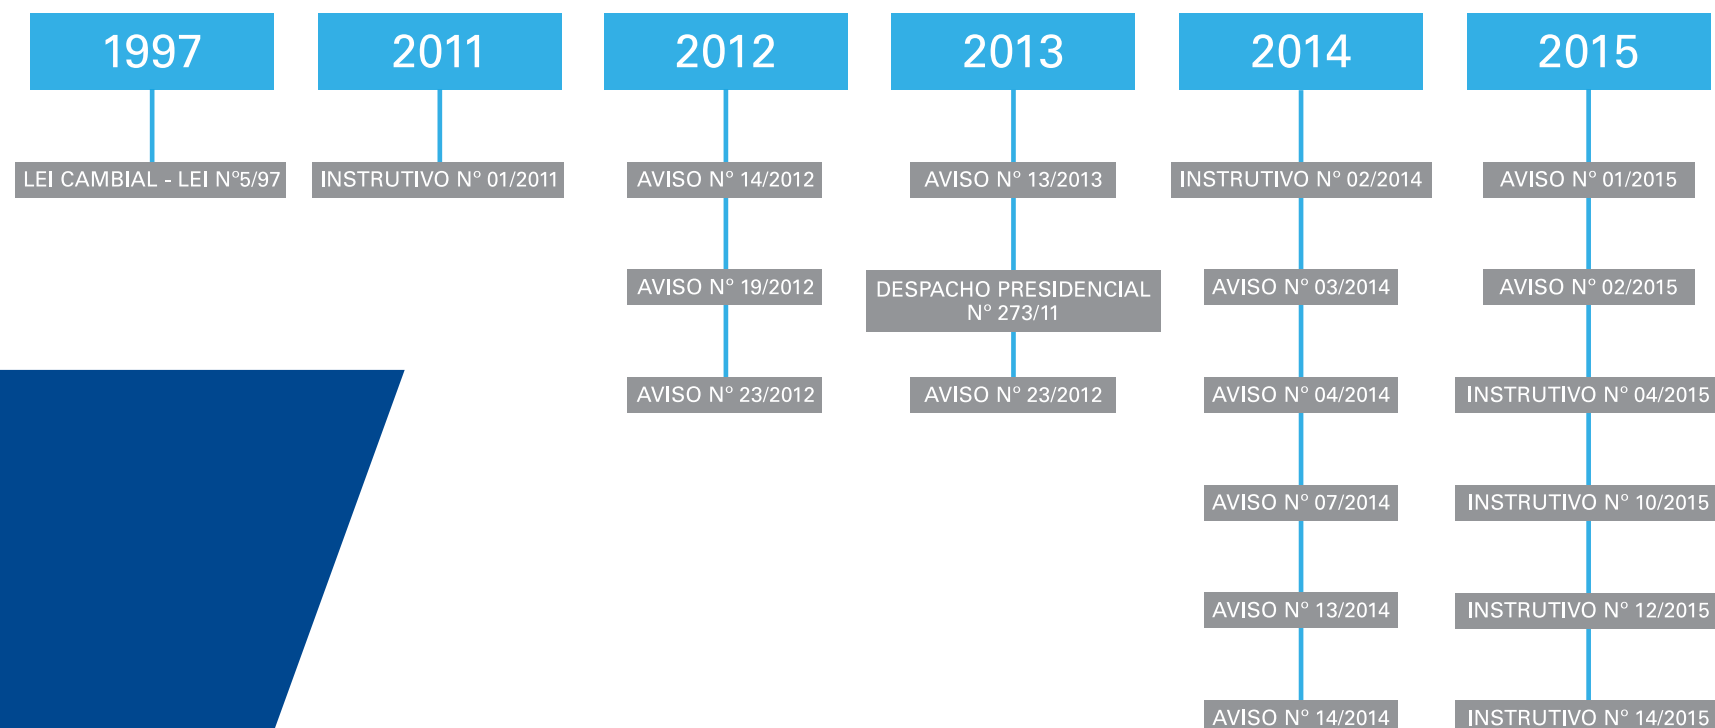 1997
LEI CAMBIAL - LEI Nº5/97
2011
INSTRUTIVO Nº 01/2011
2012
AVISO Nº 14/2012
AVISO Nº 19/2012
AVISO Nº 23/2012
2013
AVISO Nº 13/2013
DESPACHO PRESIDENCIAL
Nº 273/11
AVISO Nº 23/2012
2014
INSTRUTIVO Nº 02/2014
AVISO Nº 03/2014
AVISO Nº 04/2014
AVISO Nº 07/2014
AVISO Nº 13/2014
AVISO Nº 14/2014
2015
AVISO Nº 01/2015
AVISO Nº 02/2015
INSTRUTIVO Nº 04/2015
INSTRUTIVO Nº 10/2015
INSTRUTIVO Nº 12/2015
INSTRUTIVO Nº 14/2015